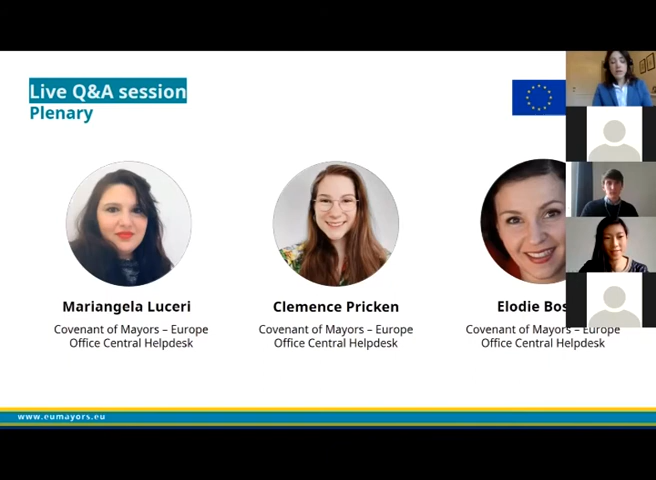 Live Q&A session
Plenary
Mariangela Luceri
Clemence Pricken
Elodie
Covenant of Mayors – Europe
Office Central Helpdesk
Covenant of Mayors – Europe
Office Central Helpdesk
Covenant of Mayors – Europe
Office Central Helpdesk
www.eumayors.eu